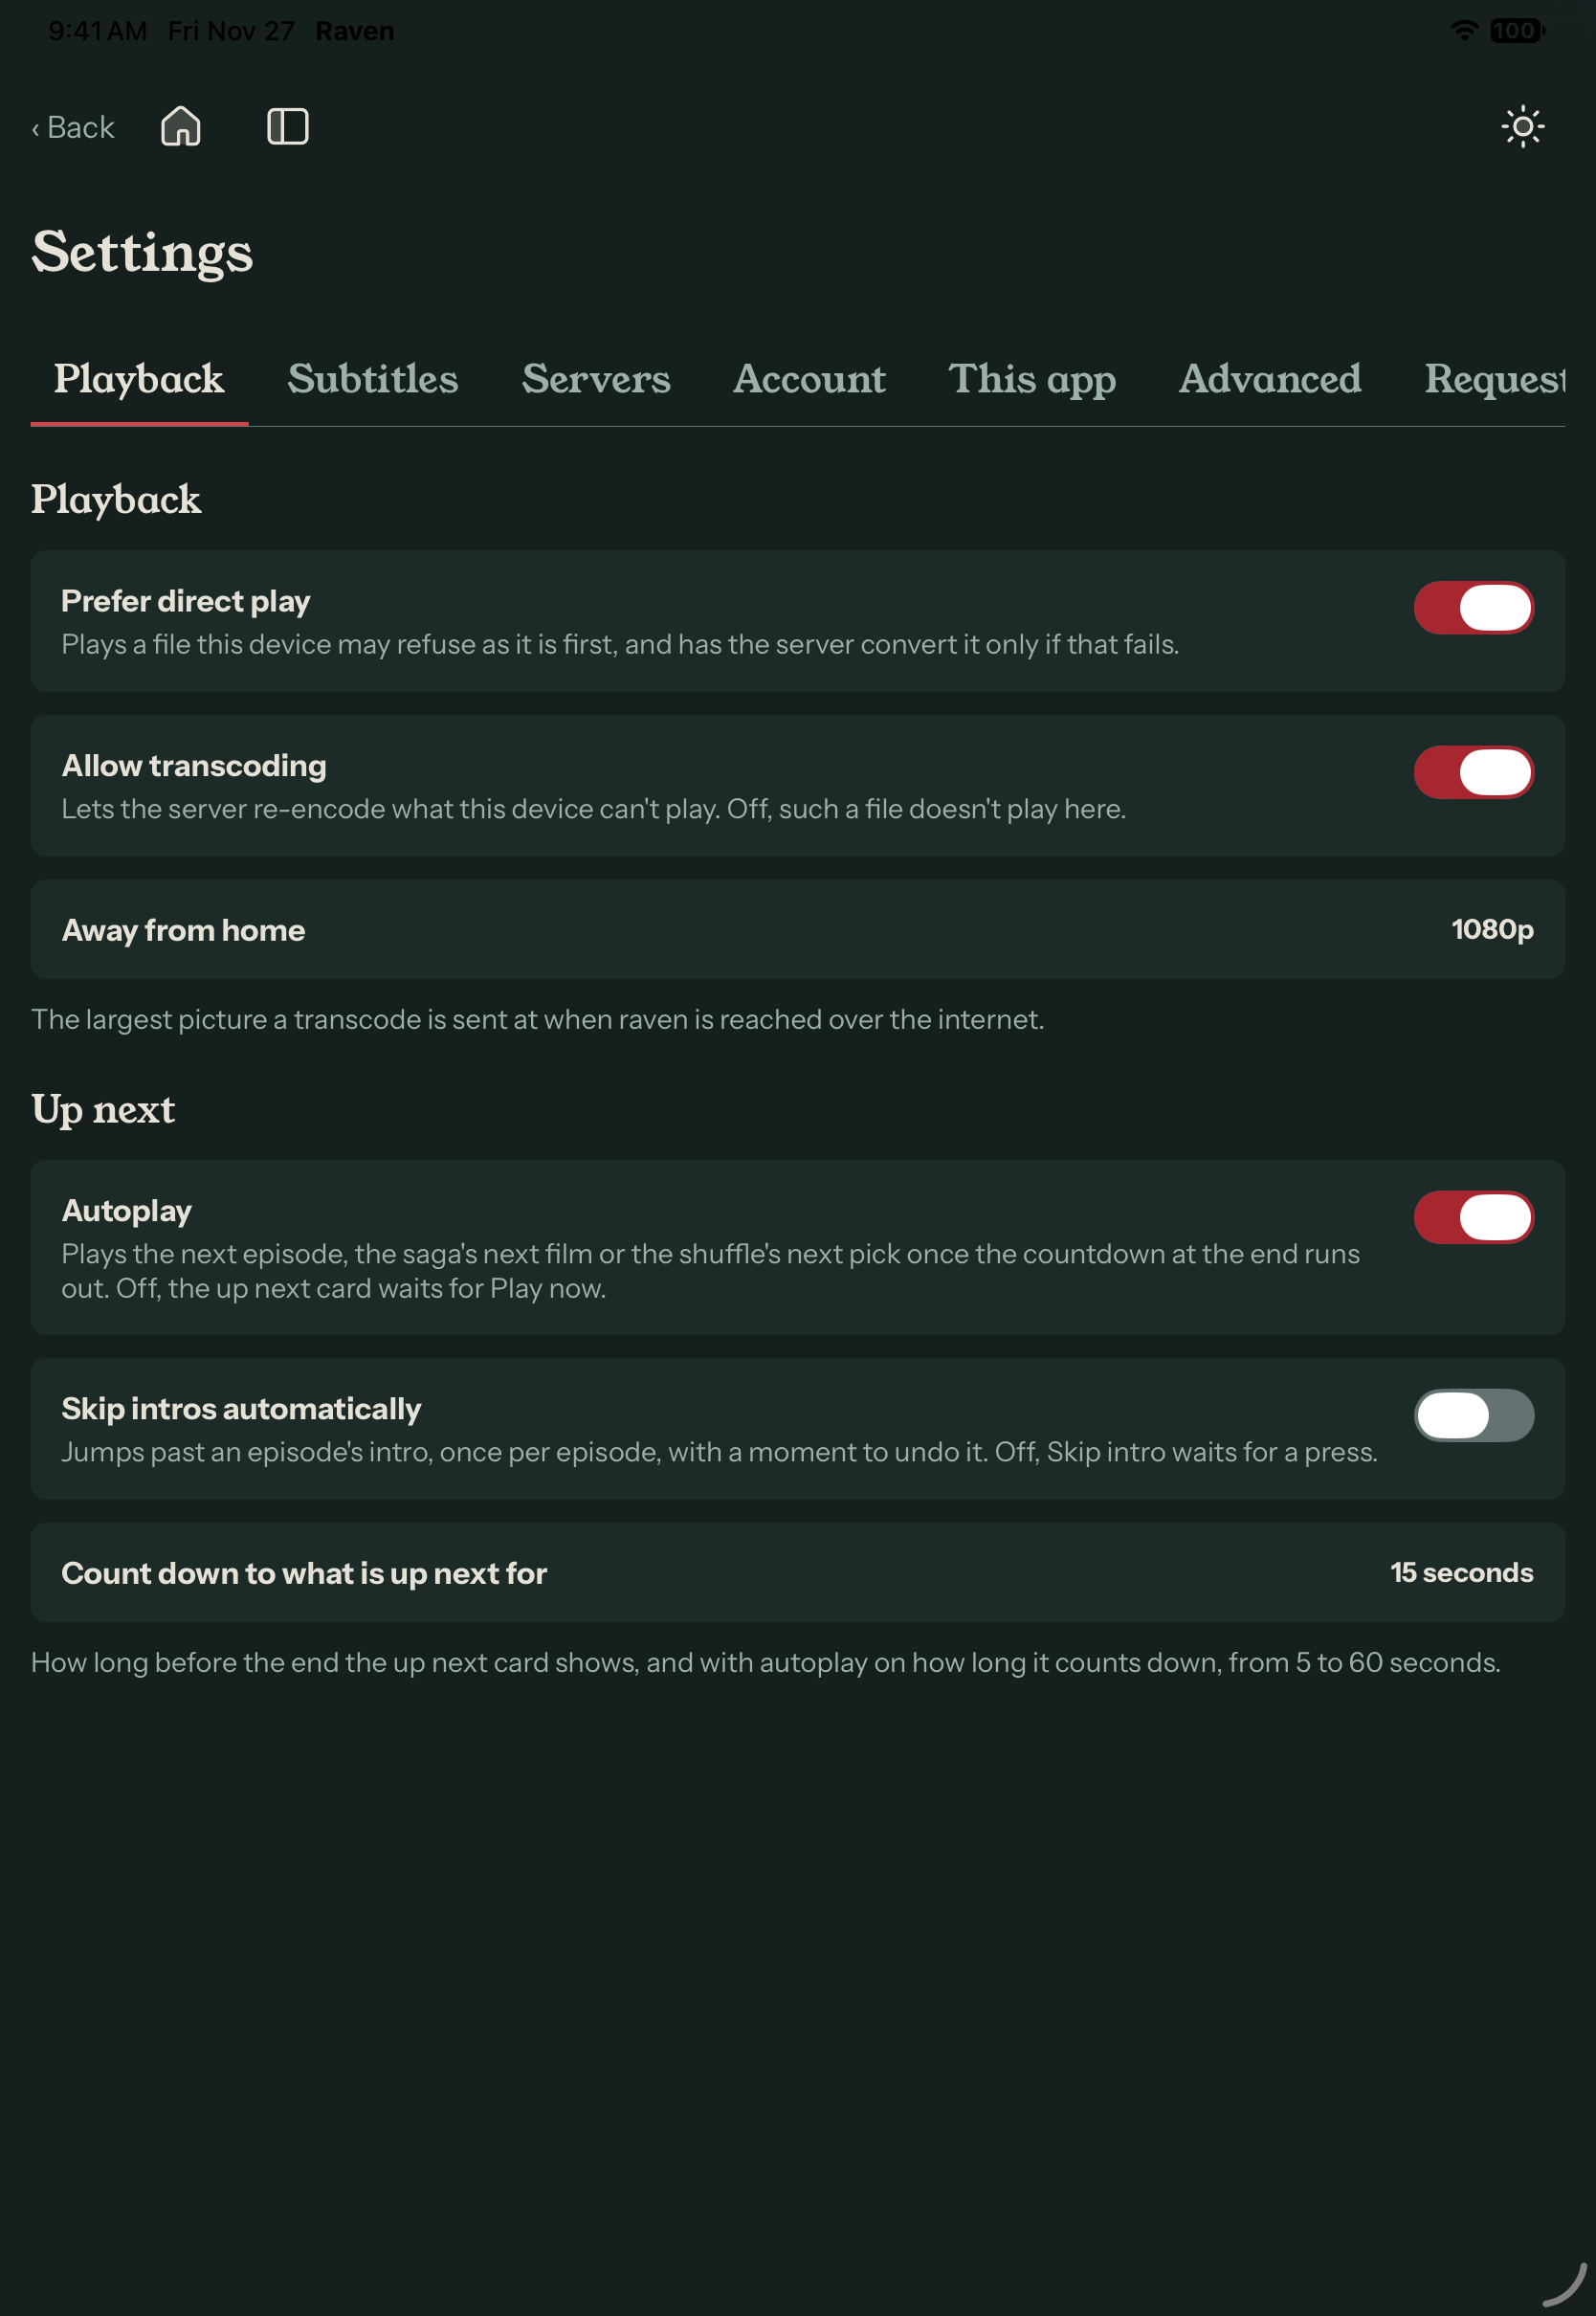 9:41 AM Fri Nov 27 Raven
100
‹ Back
Settings
Playback Subtitles Servers Account This app Advanced Request
Playback
Prefer direct play
Plays a file this device may refuse as it is first, and has the server convert it only if that fails.
Allow transcoding
Lets the server re-encode what this device can't play. Off, such a file doesn't play here.
Away from home
1080p
The largest picture a transcode is sent at when raven is reached over the internet.
Up next
Autoplay
Plays the next episode, the saga's next film or the shuffle's next pick once the countdown at the end runs
out. Off, the up next card waits for Play now.
Skip intros automatically
Jumps past an episode's intro, once per episode, with a moment to undo it. Off, Skip intro waits for a press.
Count down to what is up next for
15 seconds
How long before the end the up next card shows, and with autoplay on how long it counts down, from 5 to 60 seconds.